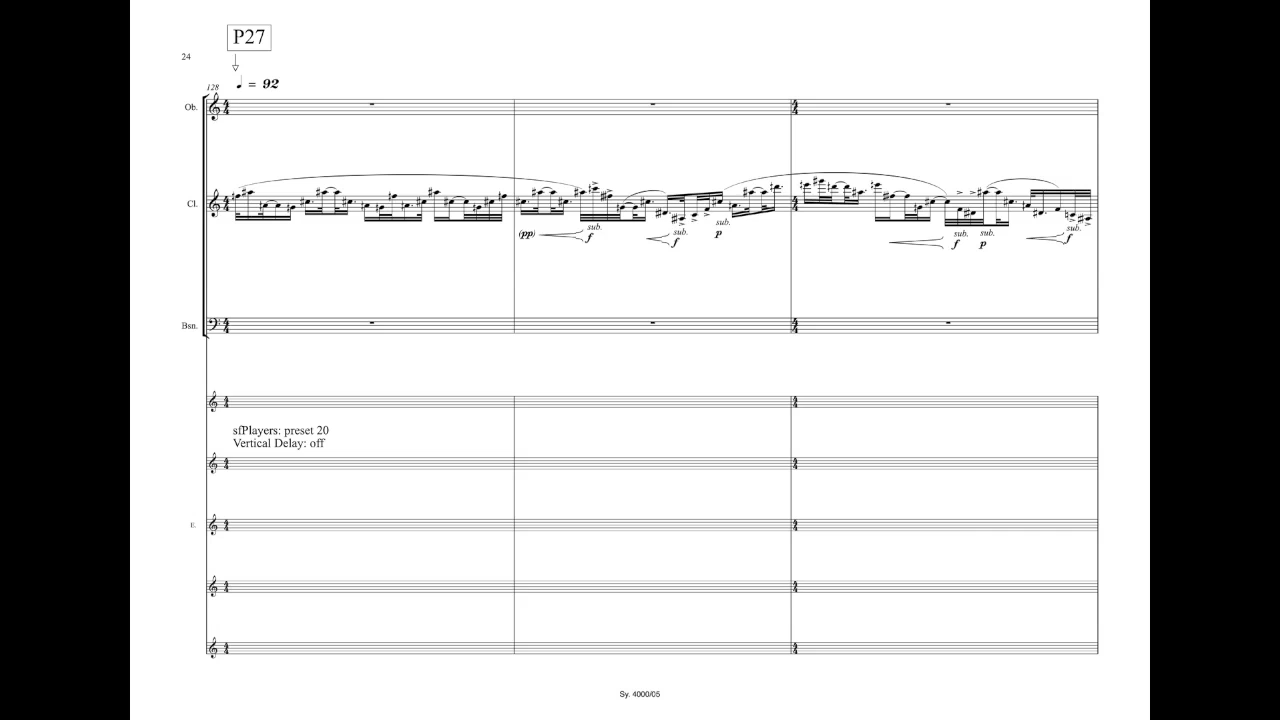 P27
24
128
♩ = 92
Ob.
Cl.
(pp) sub. f sub. f sub. p sub. f sub. p sub. f
Bsn.
sfPlayers: preset 20
Vertical Delay: off
E.
Sy. 4000/05